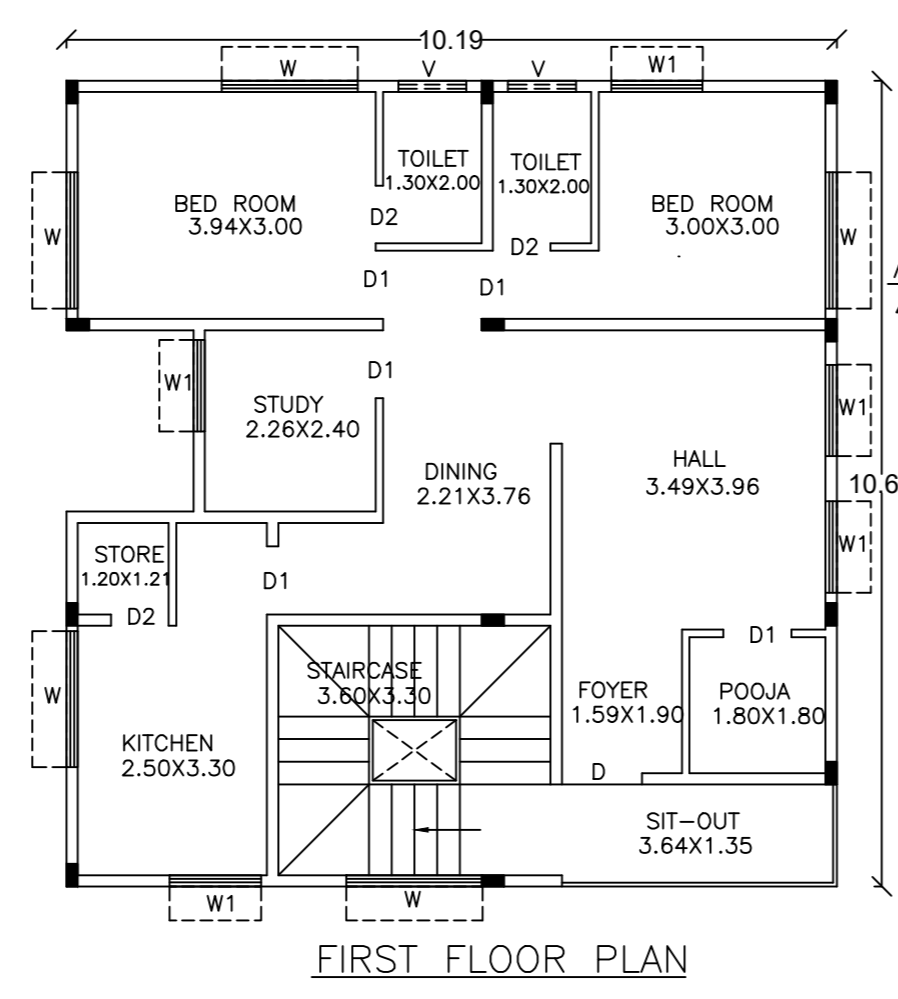 10.19
W
V
V
W1
TOILET
1.30X2.00
TOILET
1.30X2.00
BED ROOM
3.94X3.00
BED ROOM
3.00X3.00
W
D2
D2
W
D1
D1
W1
D1
STUDY
2.26X2.40
W1
DINING
2.21X3.76
HALL
3.49X3.96
10.6
W1
STORE
1.20X1.21
D1
D2
D1
STAIRCASE
3.60X3.30
W
FOYER
1.59X1.90
POOJA
1.80X1.80
KITCHEN
2.50X3.30
D
SIT-OUT
3.64X1.35
W1
W
FIRST FLOOR PLAN